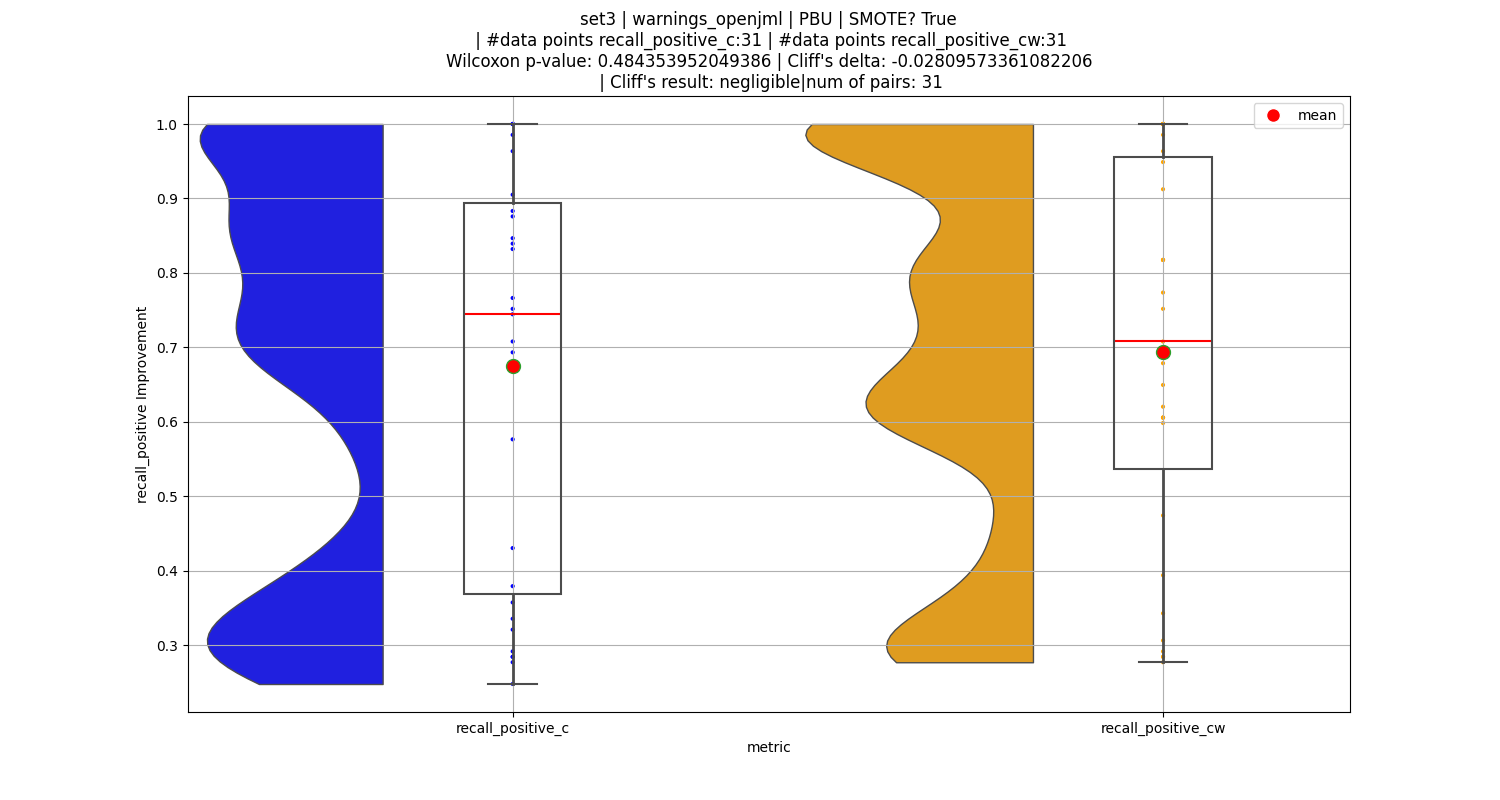 set3 | warnings_openjml | PBU | SMOTE? True
| #data points recall_positive_c:31 | #data points recall_positive_cw:31
Wilcoxon p-value: 0.484353952049386 | Cliff's delta: -0.02809573361082206
| Cliff's result: negligible|num of pairs: 31
mean
1.0
0.9
0.8
0.7
0.6
0.5
0.4
0.3
recall_positive Improvement
recall_positive_c
recall_positive_cw
metric